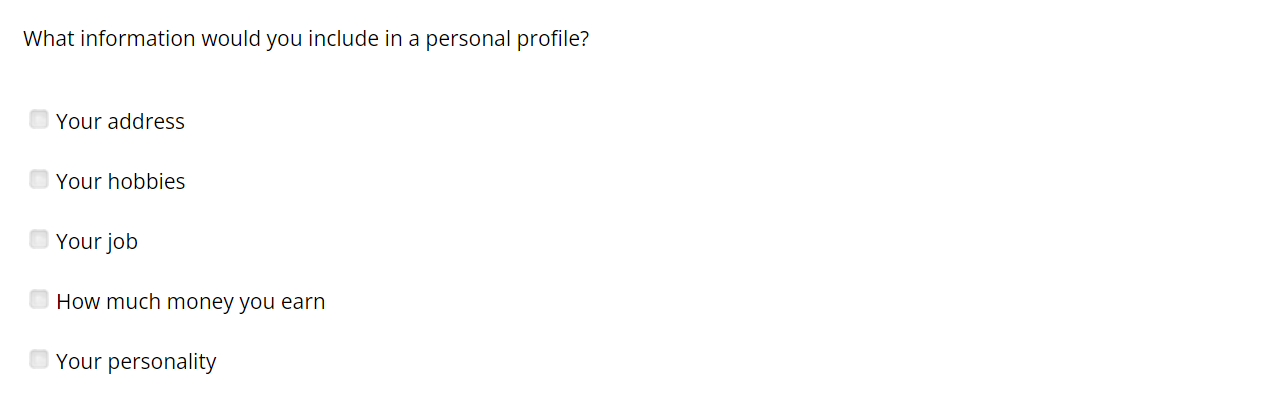 What information would you include in a personal profile?
Your address
Your hobbies
Your job
How much money you earn
Your personality